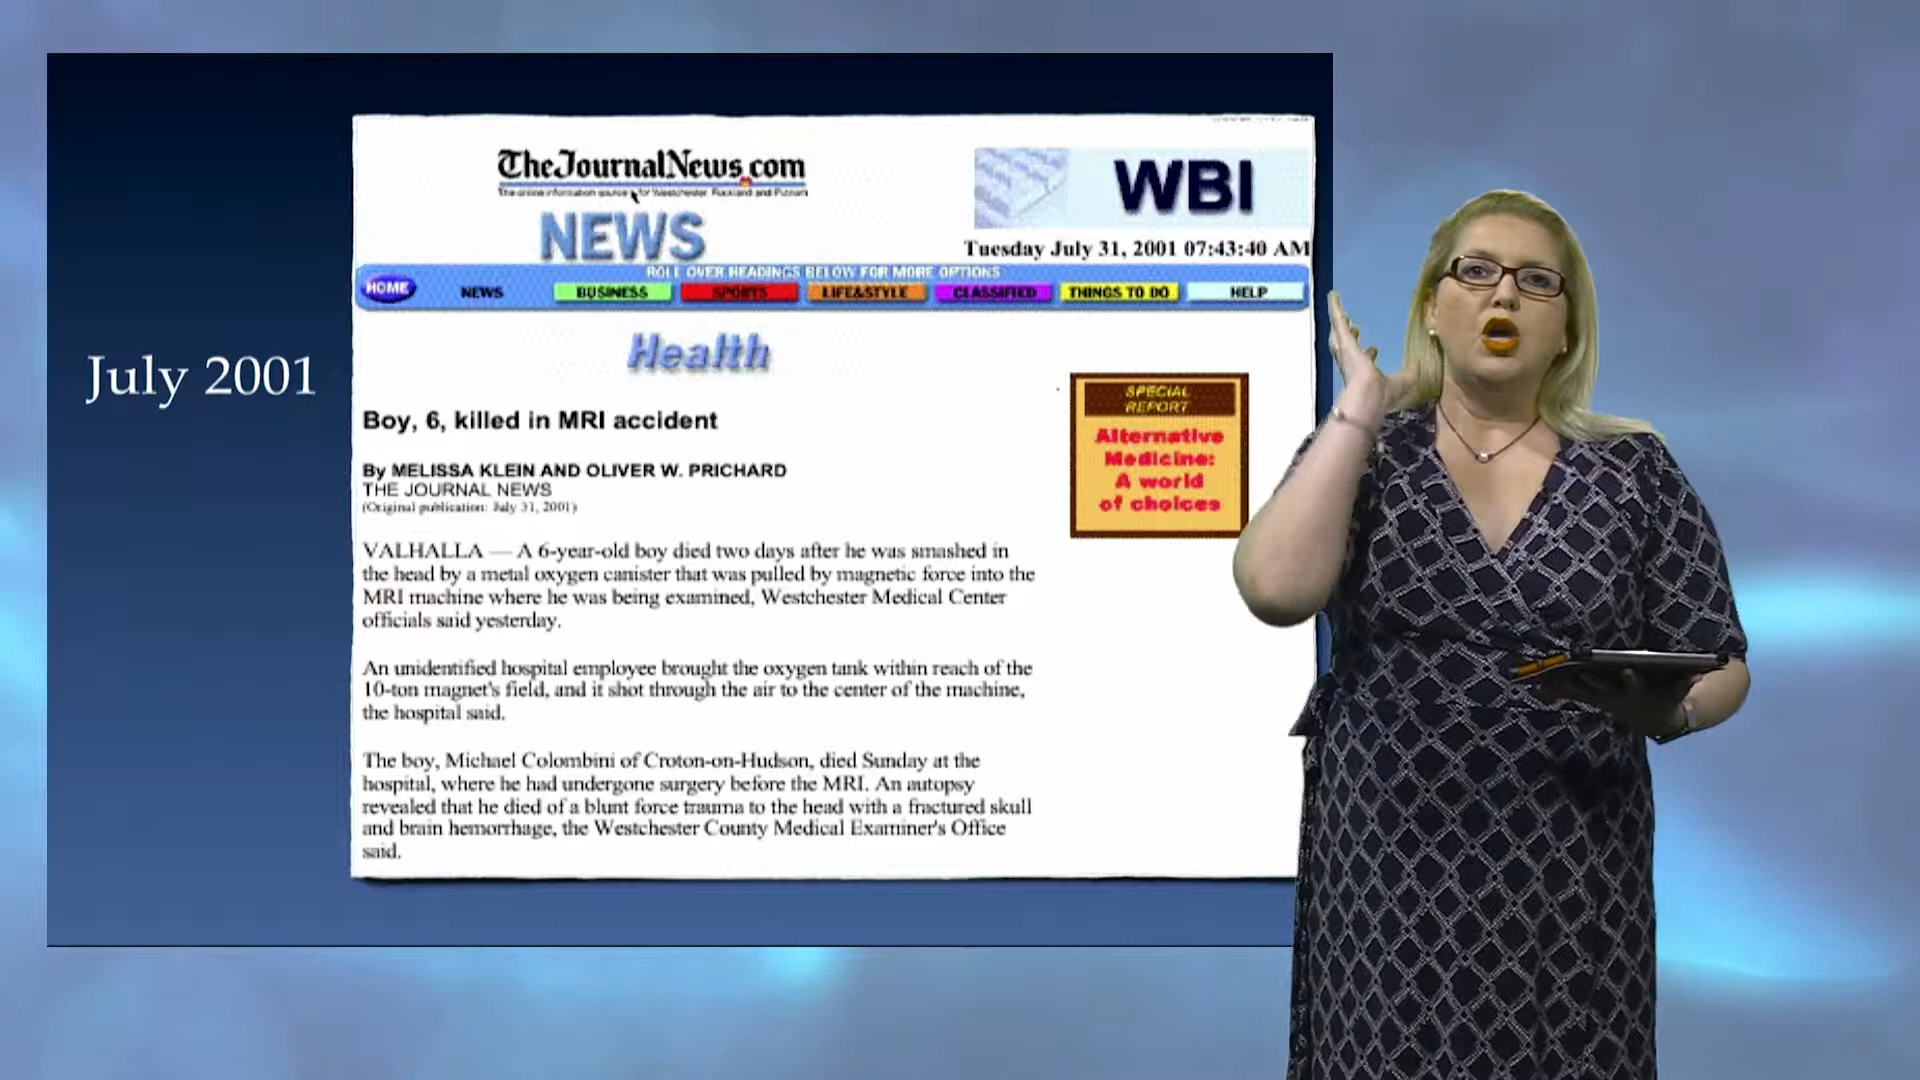 July 2001
TheJournalNews.com
The online information source for Westchester, Rockland and Putnam
NEWS
WBI
Tuesday July 31, 2001 07:43:40 AM
ROLL OVER HEADINGS BELOW FOR MORE OPTIONS
HOME NEWS BUSINESS SPORTS LIFE&STYLE CLASSIFIED THINGS TO DO HELP
Health
Boy, 6, killed in MRI accident
By MELISSA KLEIN AND OLIVER W. PRICHARD
THE JOURNAL NEWS
(Original publication: July 31, 2001)
SPECIAL
REPORT
Alternative
Medicine:
A world
of choices
VALHALLA — A 6-year-old boy died two days after he was smashed in
the head by a metal oxygen canister that was pulled by magnetic force into the
MRI machine where he was being examined, Westchester Medical Center
officials said yesterday.
An unidentified hospital employee brought the oxygen tank within reach of the
10-ton magnet's field, and it shot through the air to the center of the machine,
the hospital said.
The boy, Michael Colombini of Croton-on-Hudson, died Sunday at the
hospital, where he had undergone surgery before the MRI. An autopsy
revealed that he died of a blunt force trauma to the head with a fractured skull
and brain hemorrhage, the Westchester County Medical Examiner's Office
said.